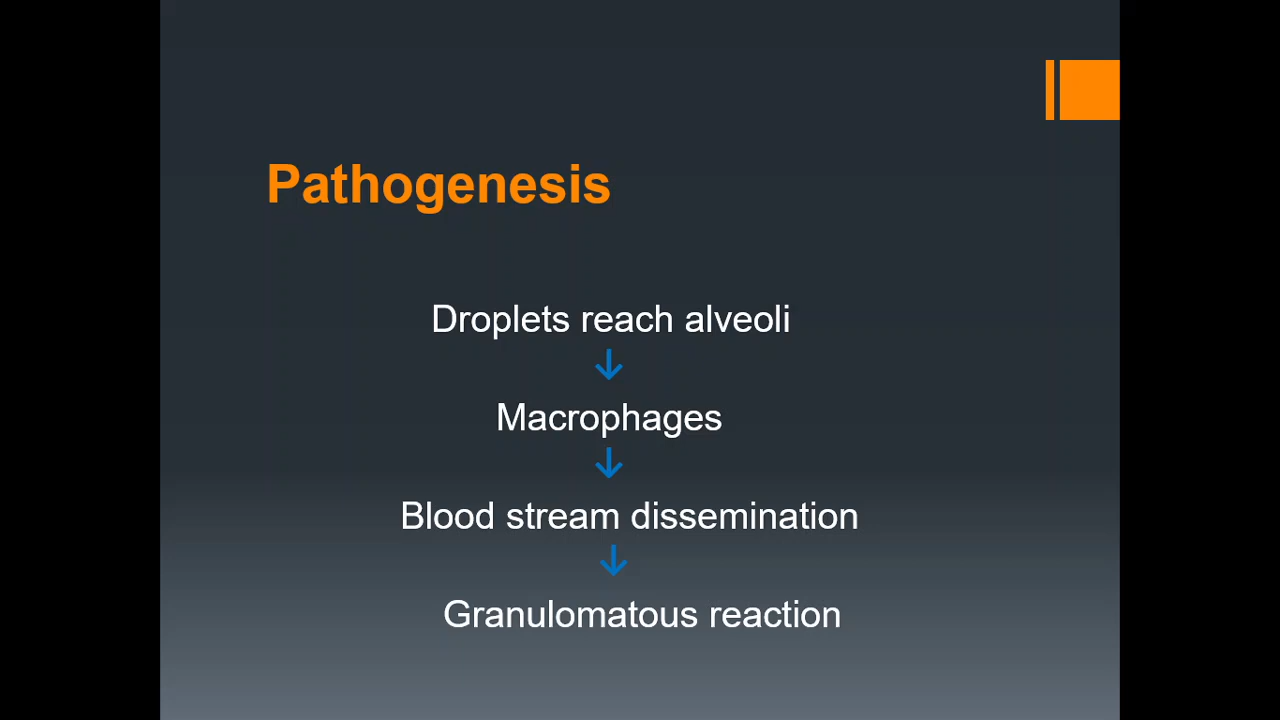 Pathogenesis
Droplets reach alveoli
↓
Macrophages
↓
Blood stream dissemination
↓
Granulomatous reaction